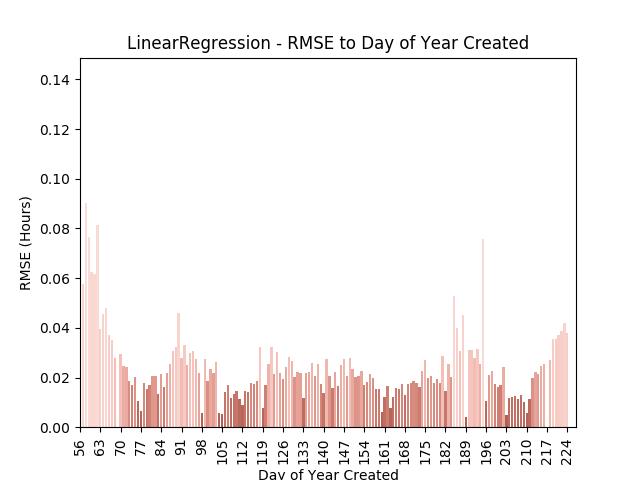 LinearRegression - RMSE to Day of Year Created
RMSE (Hours)
0.14
0.12
0.10
0.08
0.06
0.04
0.02
0.00
56 63 70 77 84 91 98 105 112 119 126 133 140 147 154 161 168 175 182 189 196 203 210 217 224
Day of Year Created